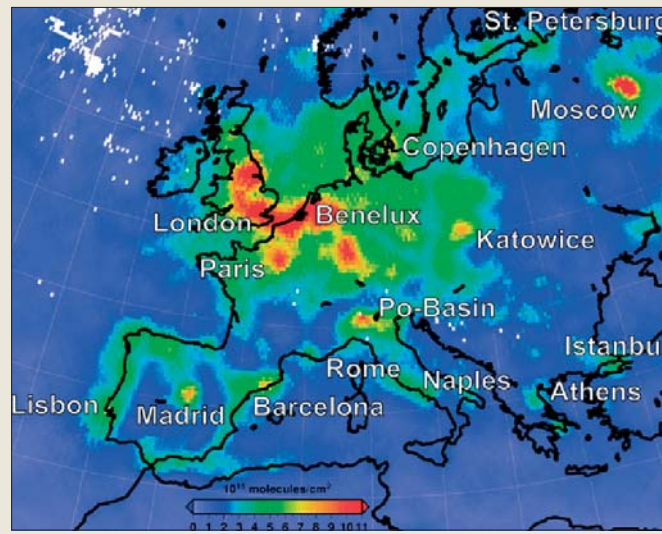 St. Petersburg
Moscow
Copenhagen
London
Benelux
Katowice
Paris
Po-Basin
Istanbu
Rome
Naples
Athens
Lisbon
Madrid
Barcelona
10¹⁵ molecules/cm²
0 1 2 3 4 5 6 7 8 9 10 11